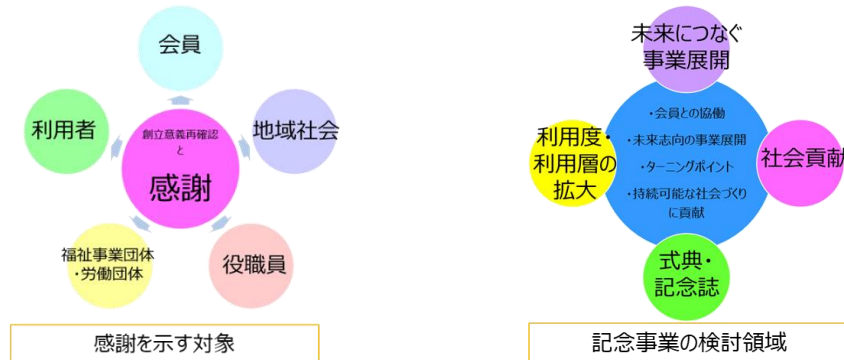 会員
利用者
創立意義再確認
と
感謝
地域社会
福祉事業団体
・労働団体
役職員
感謝を示す対象
未来につなぐ
事業展開
利用度・
利用層の
拡大
・会員との協働
・未来志向の事業展開
・ターニングポイント
・持続可能な社会づくり
に貢献
社会貢献
式典・
記念誌
記念事業の検討領域